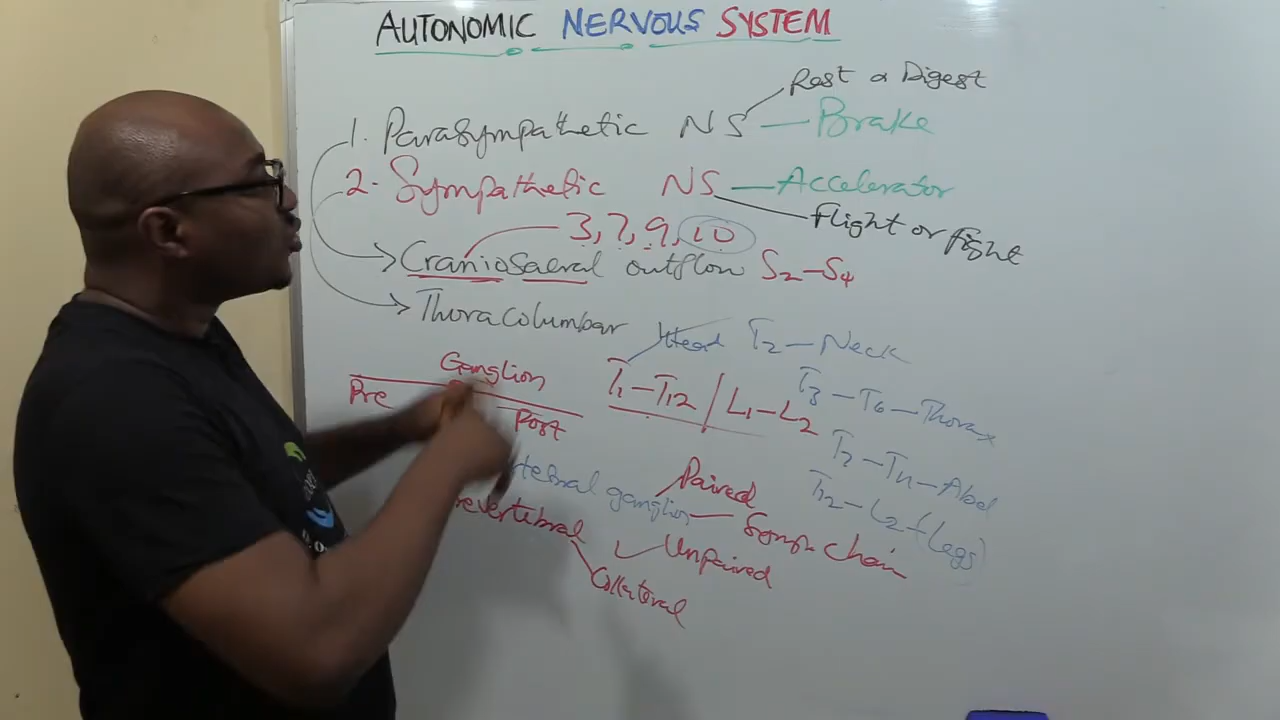 AUTONOMIC NERVOUS SYSTEM
Rest & Digest
1. Parasympathetic NS — Brake
2. Sympathetic NS — Accelerator
Flight or fight
3, 7, 9, 10
Craniosacral outflow S2-S4
Thoracolumbar
Head T2 — Neck
Ganglion
T1-T12 / L1-L2
T3-T6-Thorax
Pre
Post
T7-T11-Abd
T12-L2 (Legs)
tebral ganglion
Paired
Symp. chain
revertebral
Unpaired
Collateral